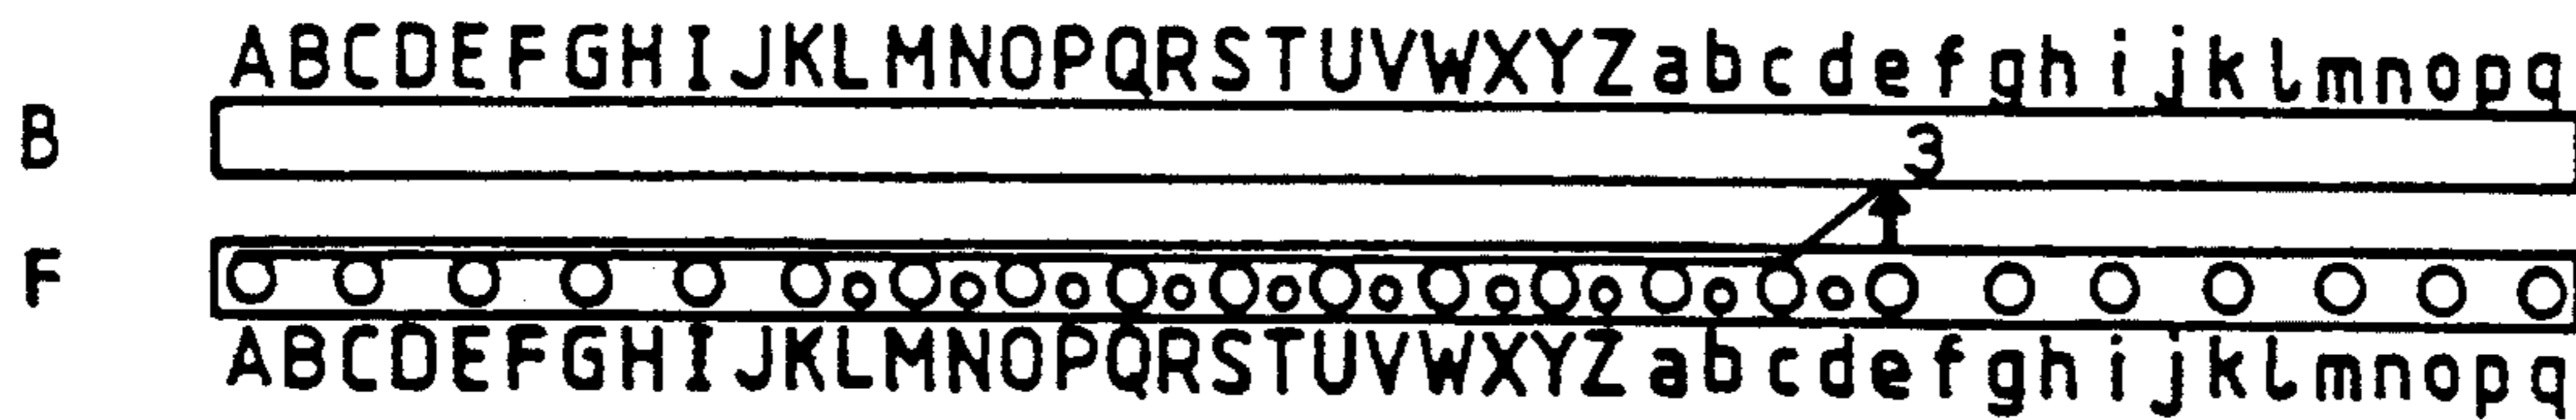 ABCDEFGHIJKLMNOPQRSTUVWXYZabcdefghijklmnopq
B
3
F
ABCDEFGHIJKLMNOPQRSTUVWXYZabcdefghijklmnopq